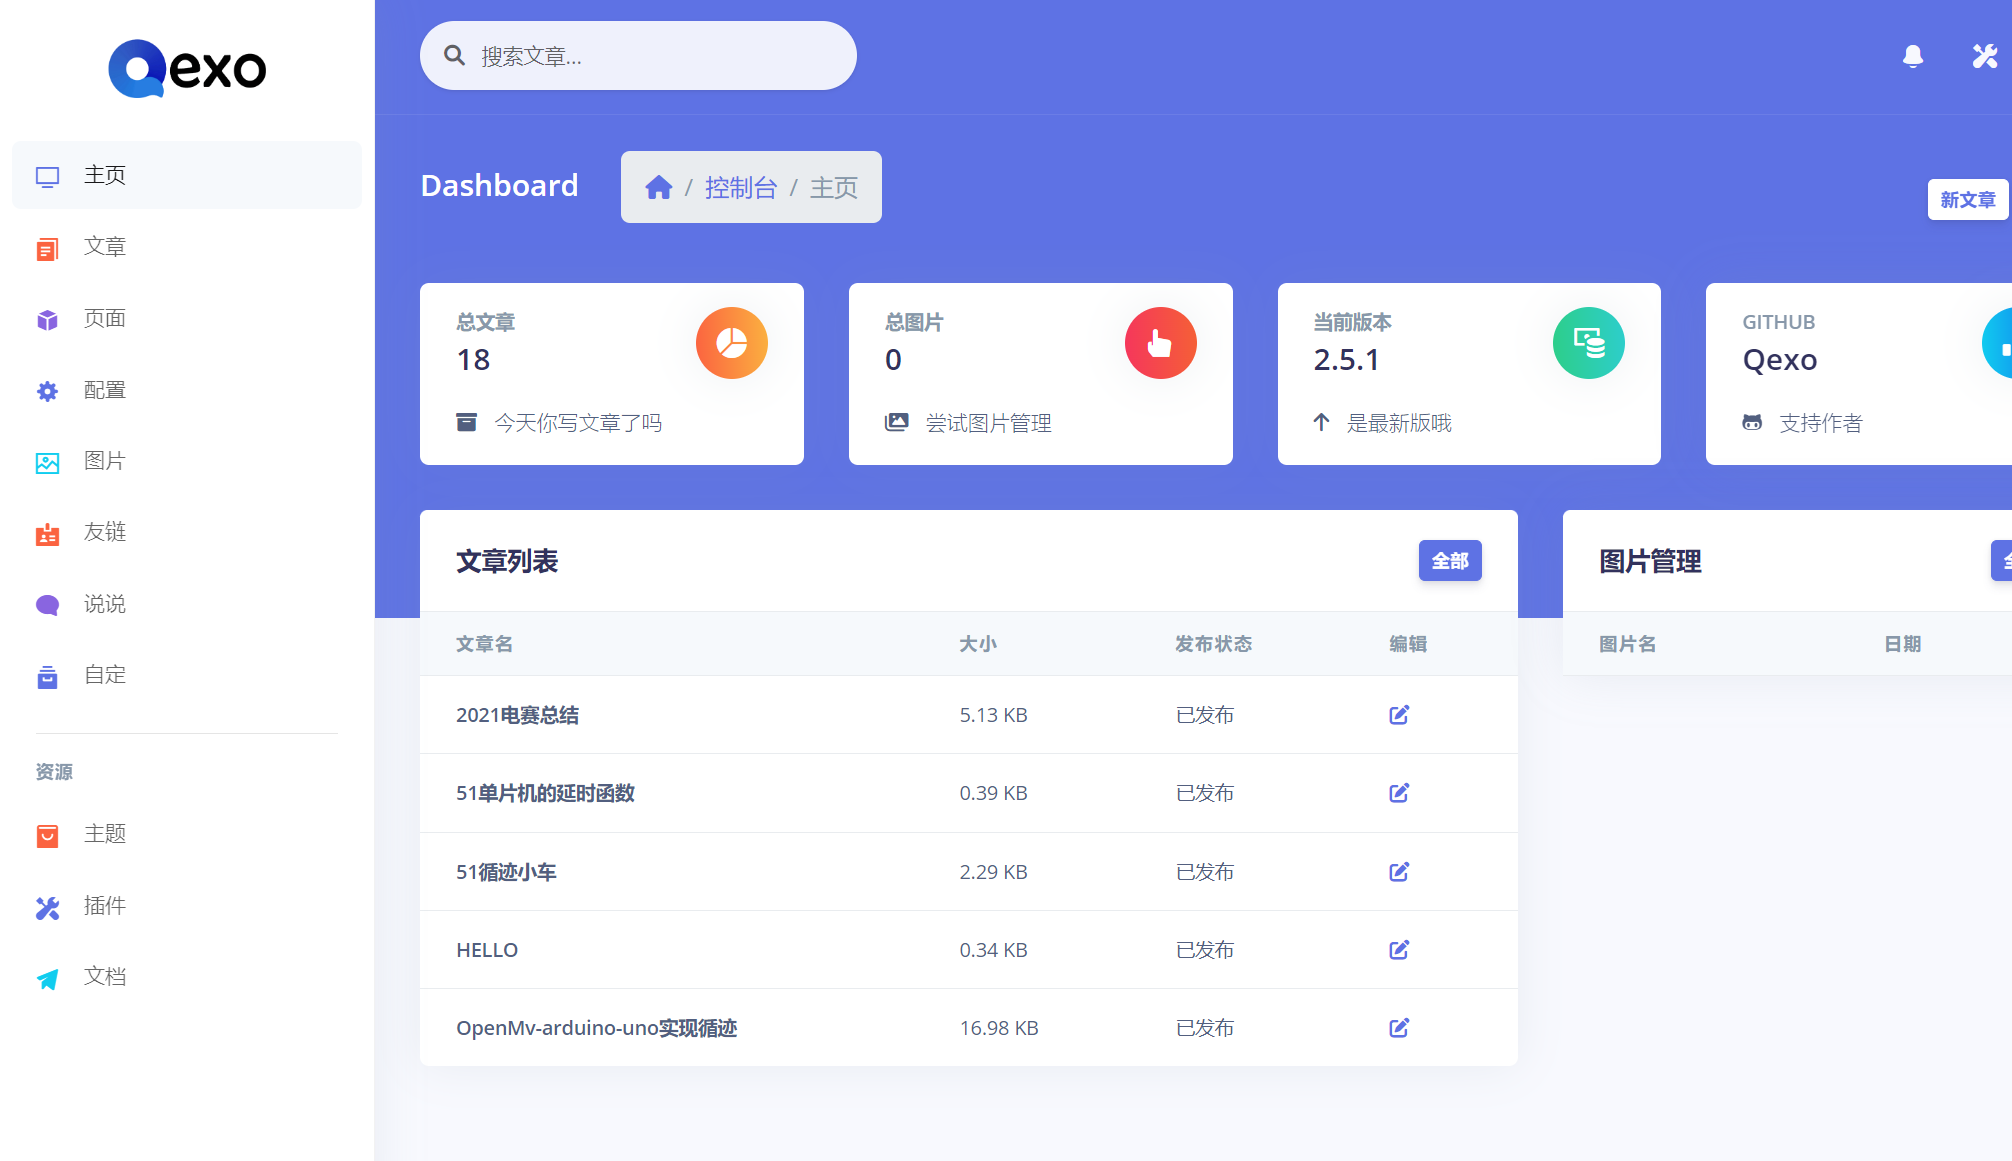 Qexo
主页
文章
页面
配置
图片
友链
说说
自定
资源
主题
插件
文档
搜索文章...
Dashboard
/ 控制台 / 主页
新文章
总文章
18
今天你写文章了吗
总图片
0
尝试图片管理
当前版本
2.5.1
是最新版哦
GITHUB
Qexo
支持作者
文章列表
全部
文章名 大小 发布状态 编辑
2021电赛总结 5.13 KB 已发布
51单片机的延时函数 0.39 KB 已发布
51循迹小车 2.29 KB 已发布
HELLO 0.34 KB 已发布
OpenMv-arduino-uno实现循迹 16.98 KB 已发布
图片管理
图片名 日期